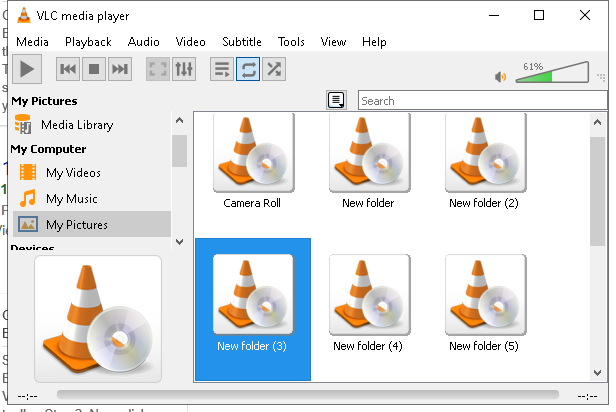 VLC media player
Media Playback Audio Video Subtitle Tools View Help
61%
My Pictures
Search
Media Library
My Computer
My Videos
My Music
My Pictures
Devices
Camera Roll New folder New folder (2)
New folder (3) New folder (4) New folder (5)
--:-- --:--